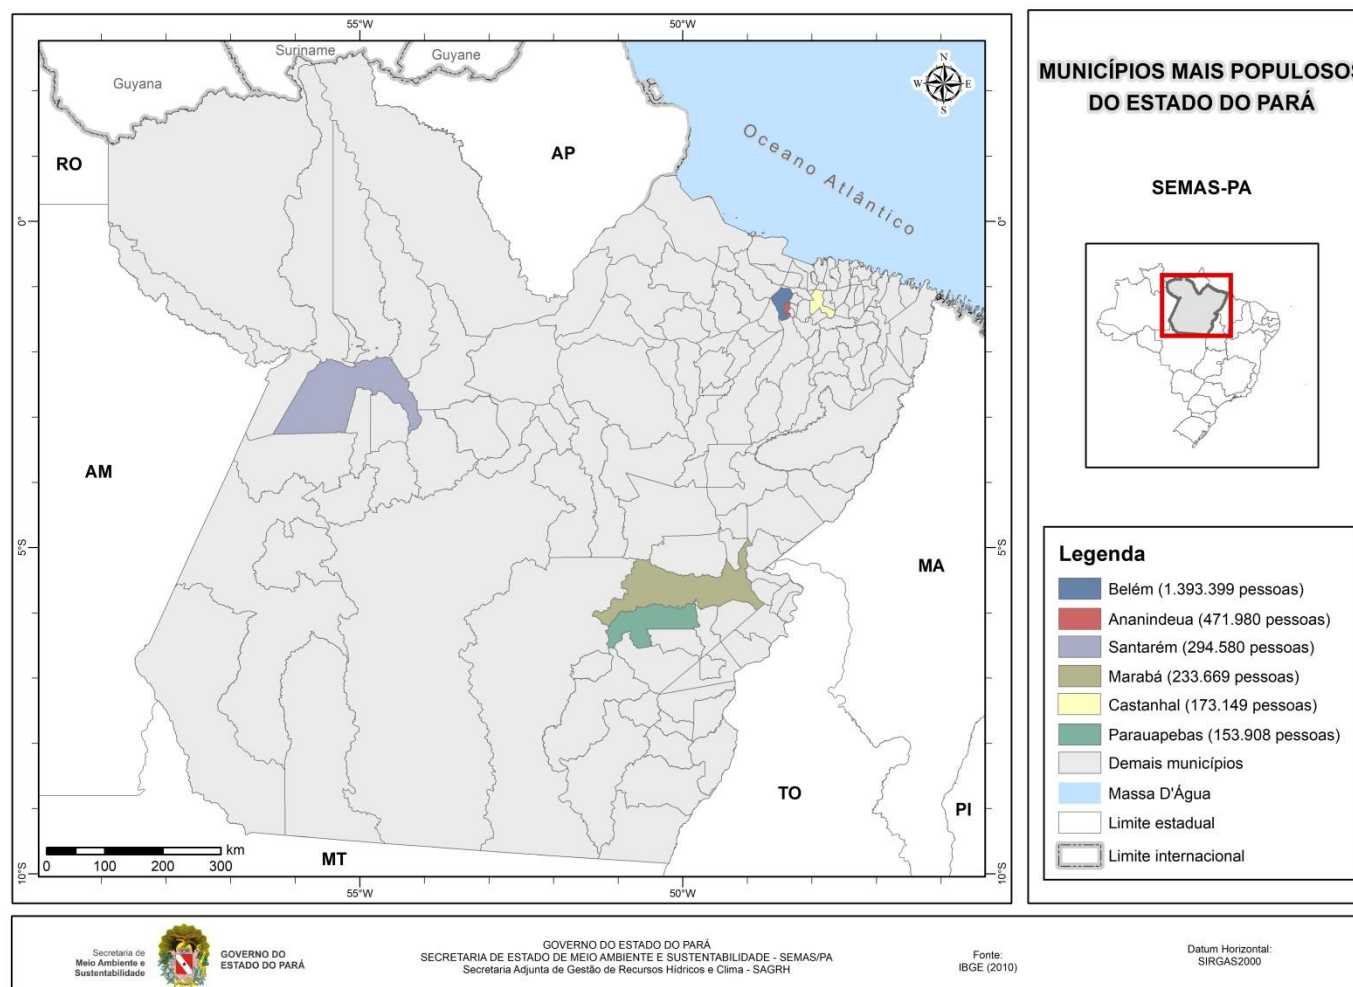 55°W
50°W
Suriname
Guyane
Guyana
N
W
E
S
Oceano Atlântico
RO
AP
0°
0°
AM
5°S
5°S
MA
TO
PI
MT
km
0 100 200 300
10°S
10°S
55°W
50°W
MUNICÍPIOS MAIS POPULOSOS
DO ESTADO DO PARÁ
SEMAS-PA
Legenda
Belém (1.393.399 pessoas)
Ananindeua (471.980 pessoas)
Santarém (294.580 pessoas)
Marabá (233.669 pessoas)
Castanhal (173.149 pessoas)
Parauapebas (153.908 pessoas)
Demais municípios
Massa D'Água
Limite estadual
Limite internacional
Secretaria de
Meio Ambiente e
Sustentabilidade
GOVERNO DO
ESTADO DO PARÁ
GOVERNO DO ESTADO DO PARÁ
SECRETARIA DE ESTADO DE MEIO AMBIENTE E SUSTENTABILIDADE - SEMAS/PA
Secretaria Adjunta de Gestão de Recursos Hídricos e Clima - SAGRH
Fonte:
IBGE (2010)
Datum Horizontal:
SIRGAS2000